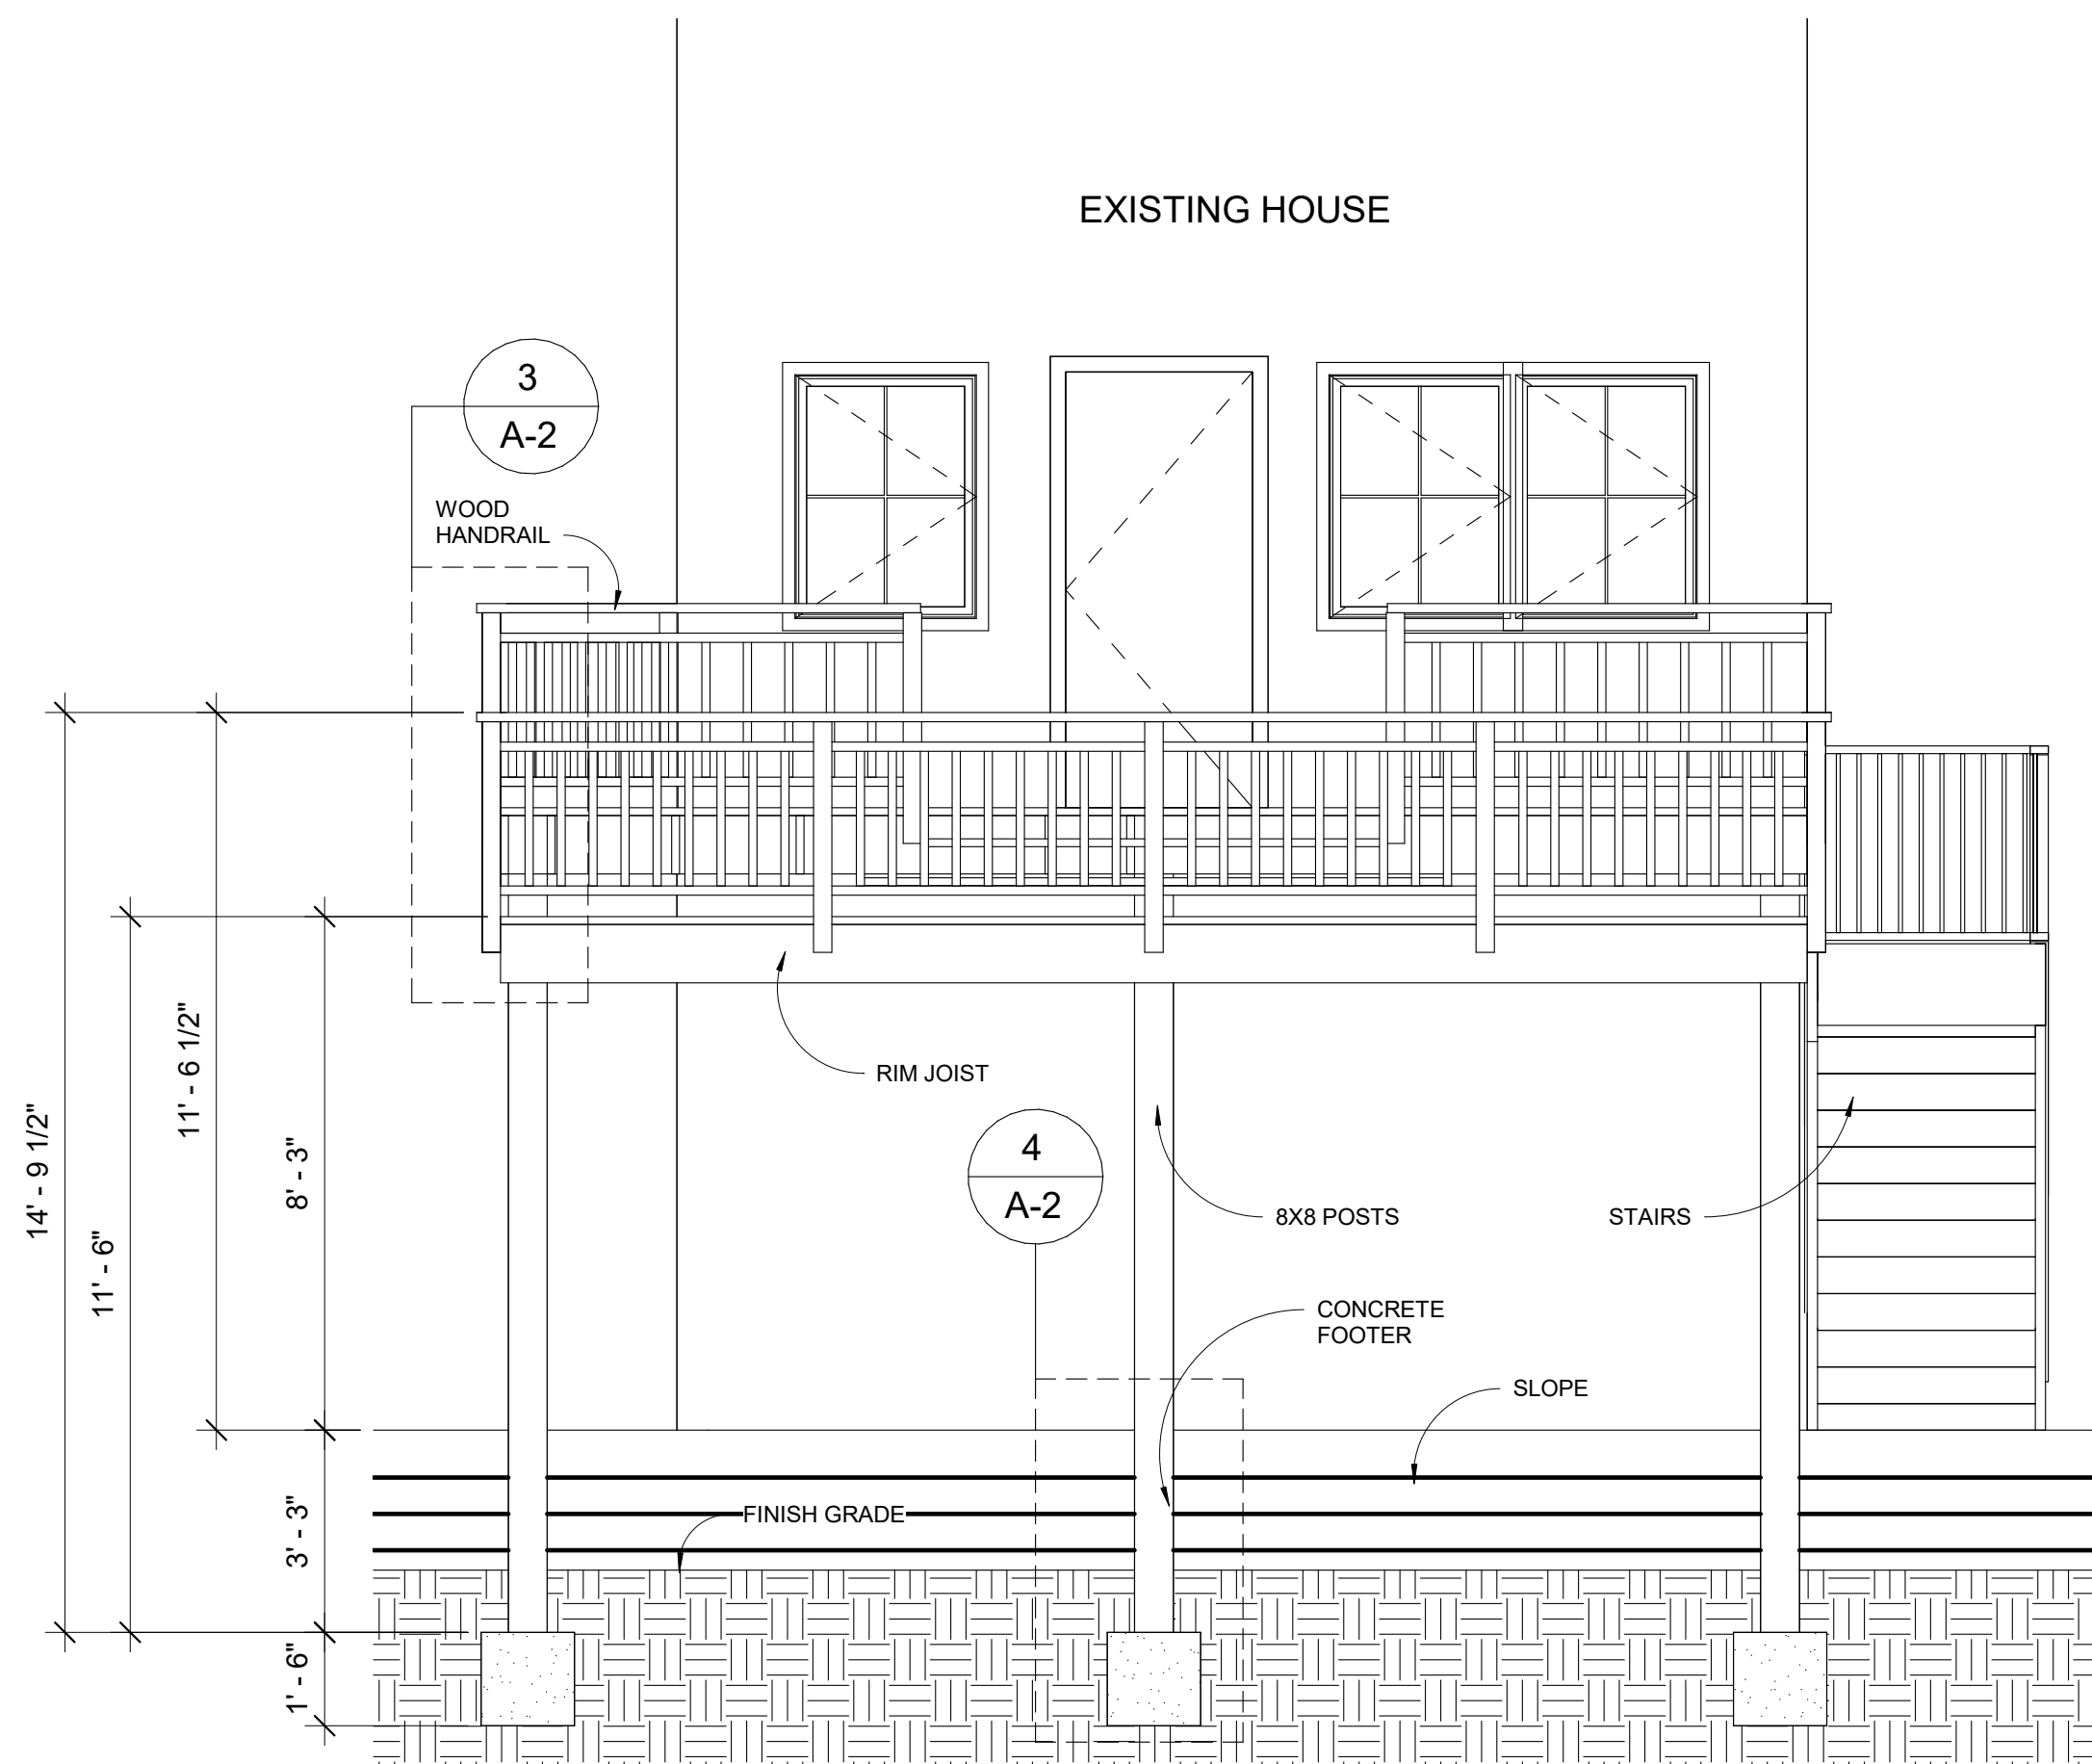 EXISTING HOUSE
3
A-2
WOOD
HANDRAIL
14' - 9 1/2"
11' - 6"
11' - 6 1/2"
8' - 3"
3' - 3"
1' - 6"
RIM JOIST
4
A-2
8X8 POSTS
STAIRS
CONCRETE
FOOTER
SLOPE
FINISH GRADE